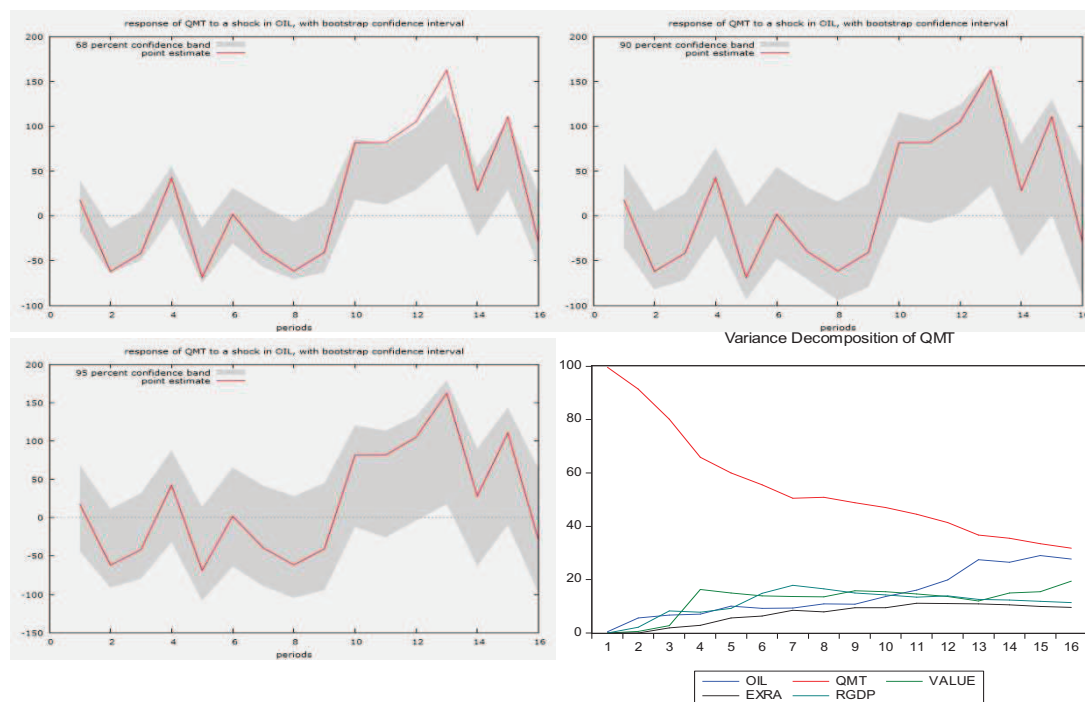 response of QMT to a shock in OIL, with bootstrap confidence interval
68 percent confidence band
point estimate
200
150
100
50
0
-50
-100
0 2 4 6 8 10 12 14 16
periods
response of QMT to a shock in OIL, with bootstrap confidence interval
90 percent confidence band
point estimate
200
150
100
50
0
-50
-100
0 2 4 6 8 10 12 14 16
periods
response of QMT to a shock in OIL, with bootstrap confidence interval
95 percent confidence band
point estimate
200
150
100
50
0
-50
-100
-150
0 2 4 6 8 10 12 14 16
periods
Variance Decomposition of QMT
100
80
60
40
20
0
1 2 3 4 5 6 7 8 9 10 11 12 13 14 15 16
OIL QMT VALUE
EXRA RGDP